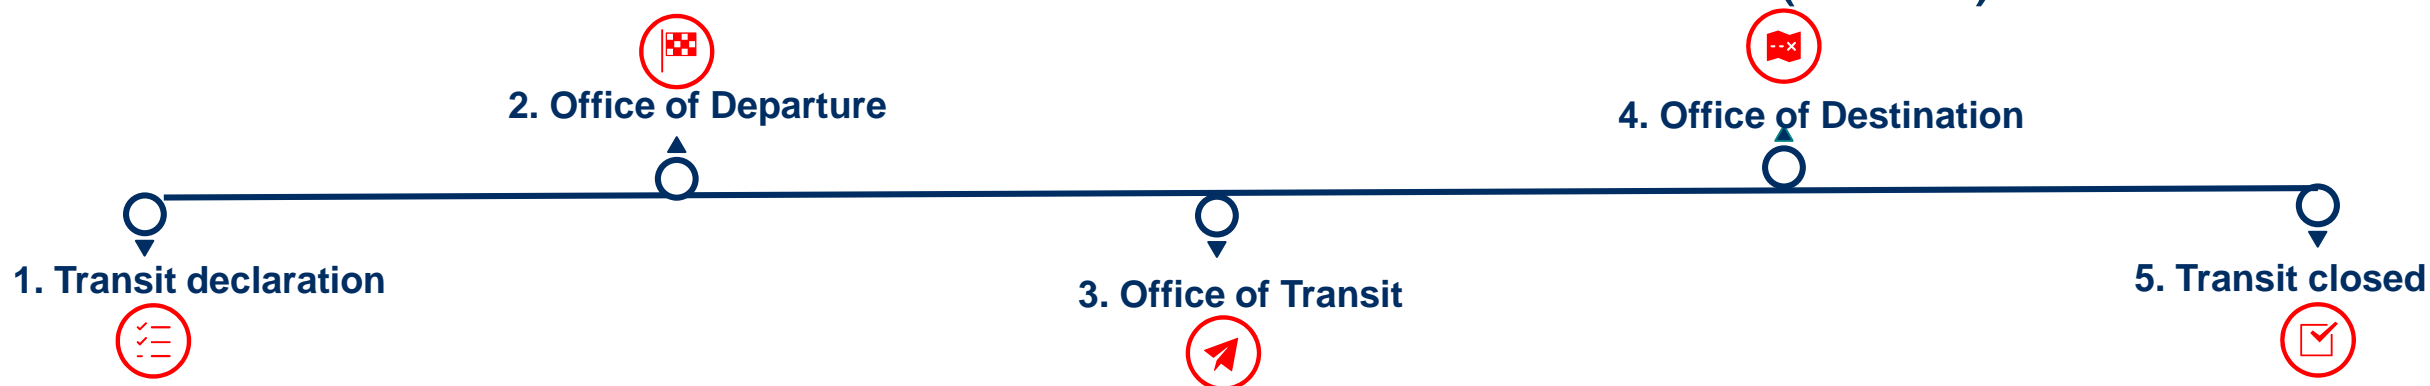 1. Transit declaration
2. Office of Departure
3. Office of Transit
4. Office of Destination
5. Transit closed